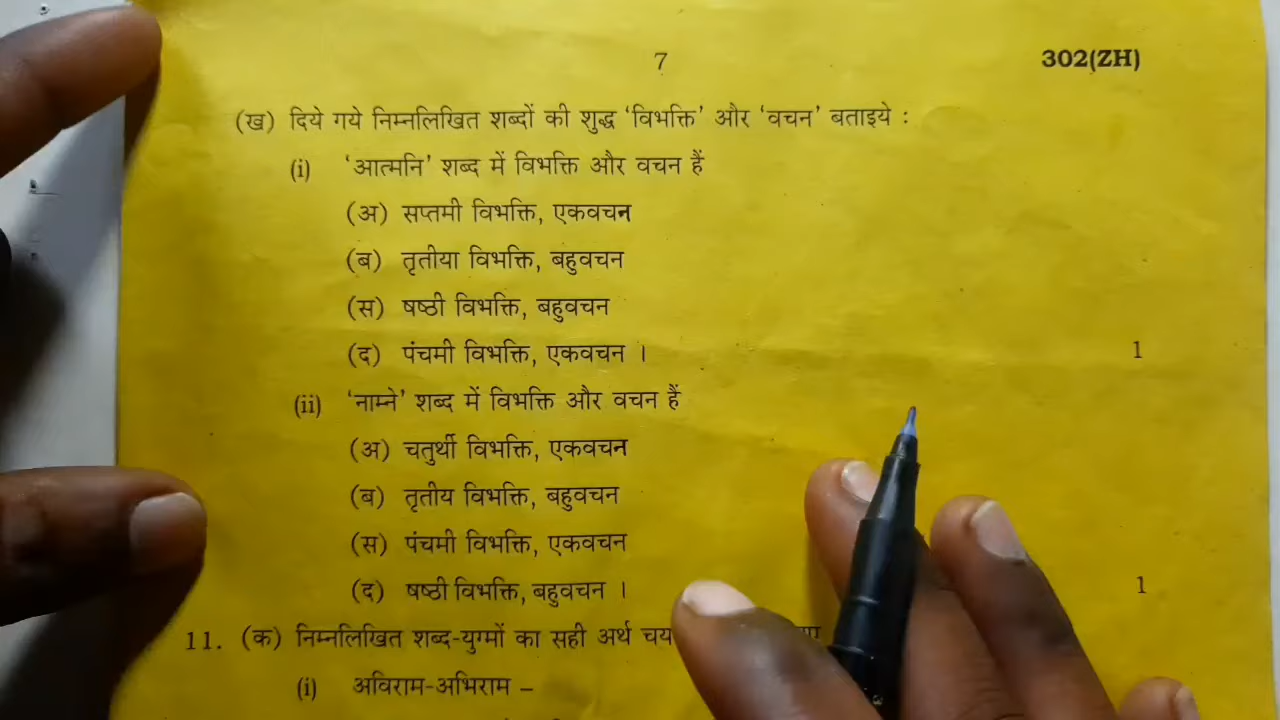 7
302(ZH)
(ख) दिये गये निम्नलिखित शब्दों की शुद्ध 'विभक्ति' और 'वचन' बताइये :
(i) 'आत्मनि' शब्द में विभक्ति और वचन हैं
(अ) सप्तमी विभक्ति, एकवचन
(ब) तृतीया विभक्ति, बहुवचन
(स) षष्ठी विभक्ति, बहुवचन
(द) पंचमी विभक्ति, एकवचन । 1
(ii) 'नाम्ने' शब्द में विभक्ति और वचन हैं
(अ) चतुर्थी विभक्ति, एकवचन
(ब) तृतीय विभक्ति, बहुवचन
(स) पंचमी विभक्ति, एकवचन
(द) षष्ठी विभक्ति, बहुवचन । 1
11. (क) निम्नलिखित शब्द-युग्मों का सही अर्थ
(i) अविराम-अभिराम –